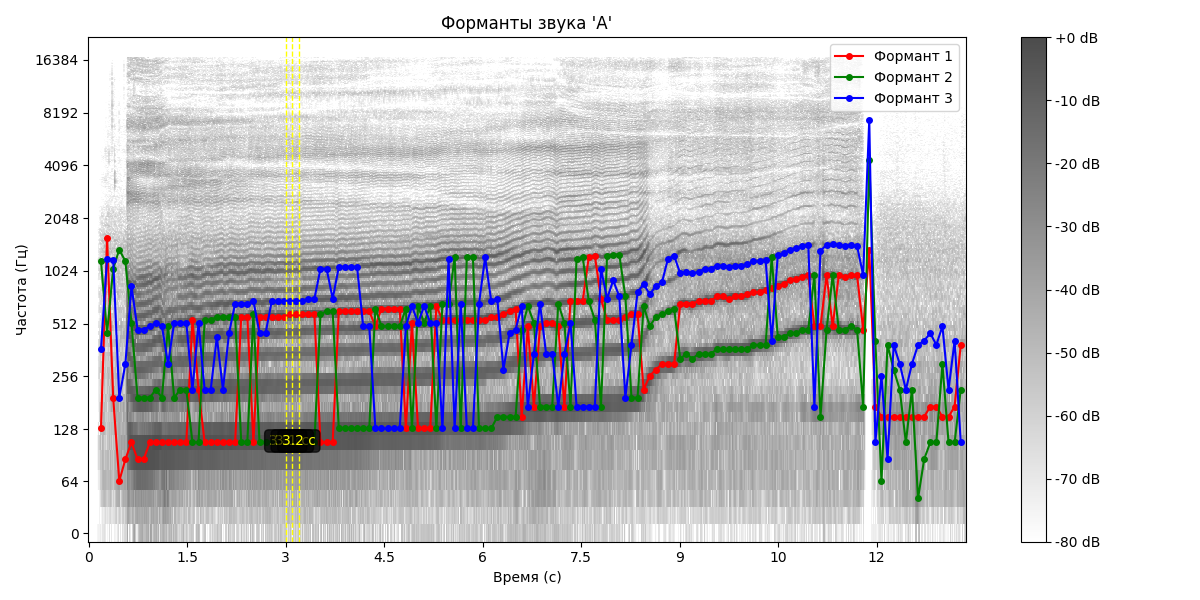 Форманты звука 'А'
Частота (Гц)
16384
8192
4096
2048
1024
512
256
128
64
0
Формант 1
Формант 2
Формант 3
3.2 с
0
1.5
3
4.5
6
7.5
9
10
12
Время (с)
+0 dB
-10 dB
-20 dB
-30 dB
-40 dB
-50 dB
-60 dB
-70 dB
-80 dB